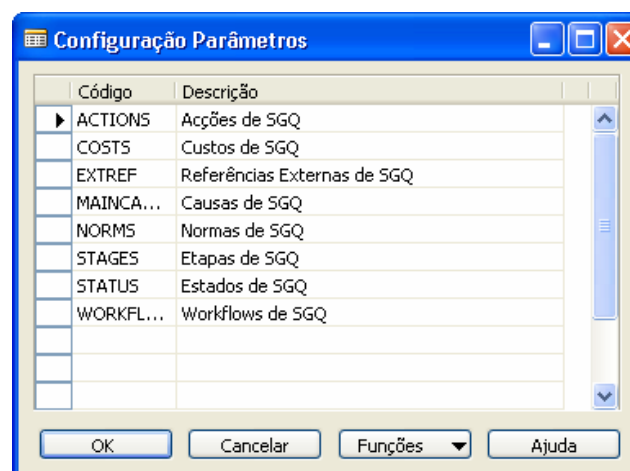 Configuração Parâmetros
Código Descrição
ACTIONS Acções de SGQ
COSTS Custos de SGQ
EXTREF Referências Externas de SGQ
MAINCA... Causas de SGQ
NORMS Normas de SGQ
STAGES Etapas de SGQ
STATUS Estados de SGQ
WORKFL... Workflows de SGQ
OK Cancelar Funções Ajuda